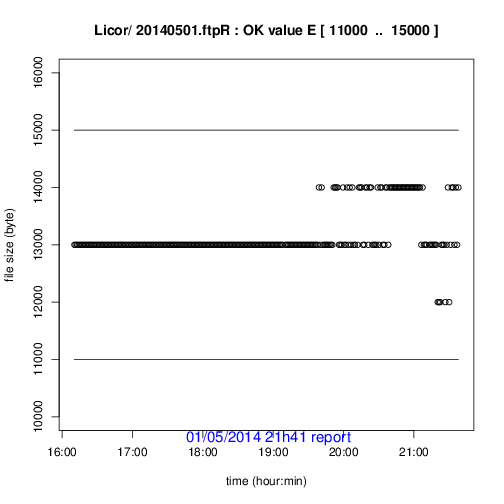 Licor/ 20140501.ftpR : OK value E [ 11000 .. 15000 ]
16000
15000
14000
13000
12000
11000
10000
file size (byte)
01/05/2014 21h41 report
16:00 17:00 18:00 19:00 20:00 21:00
time (hour:min)